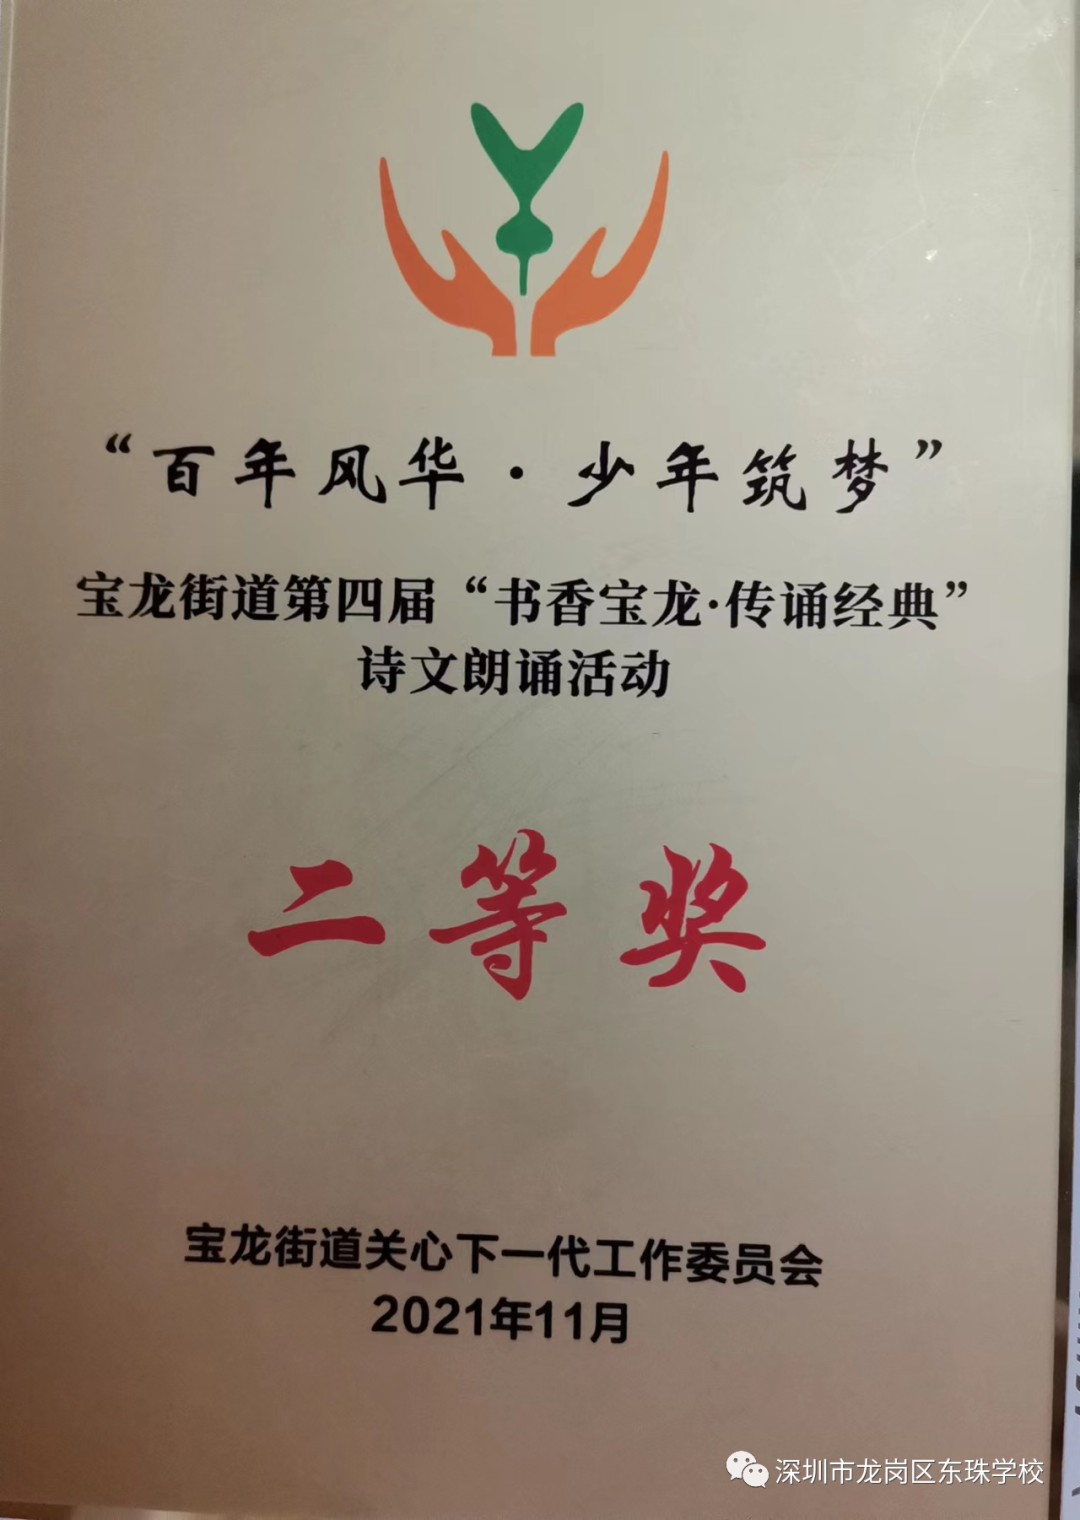 “百年风华·少年筑梦”
宝龙街道第四届“书香宝龙·传诵经典”
诗文朗诵活动
二等奖
宝龙街道关心下一代工作委员会
2021年11月
深圳市龙岗区东珠学校